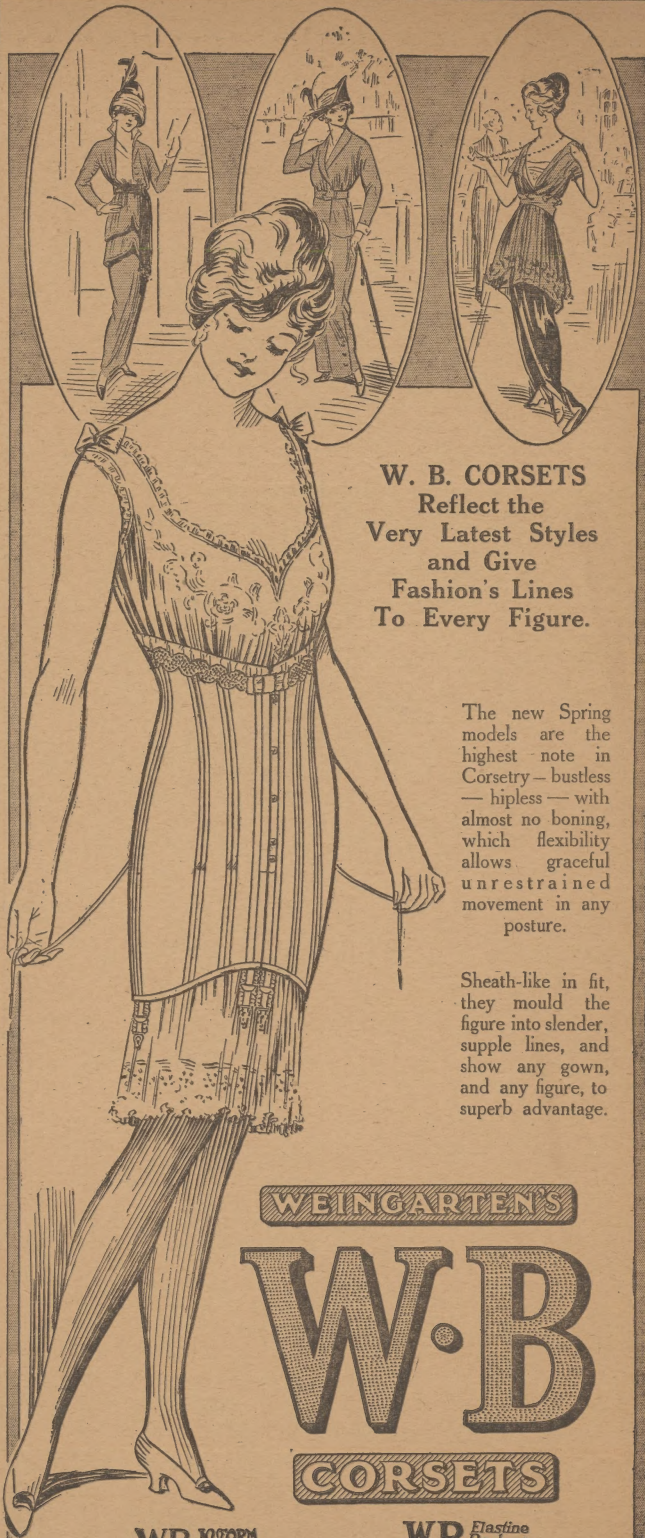 W. B. CORSETS
Reflect the
Very Latest Styles
and Give
Fashion's Lines
To Every Figure.
The new Spring
models are the
highest note in
Corsetry — bustless
— hipless — with
almost no boning,
which flexibility
allows graceful
unrestrained
movement in any
posture.
Sheath-like in fit,
they mould the
figure into slender,
supple lines, and
show any gown,
and any figure, to
superb advantage.
WEINGARTEN'S
W·B
CORSETS
WB
WB Elastine